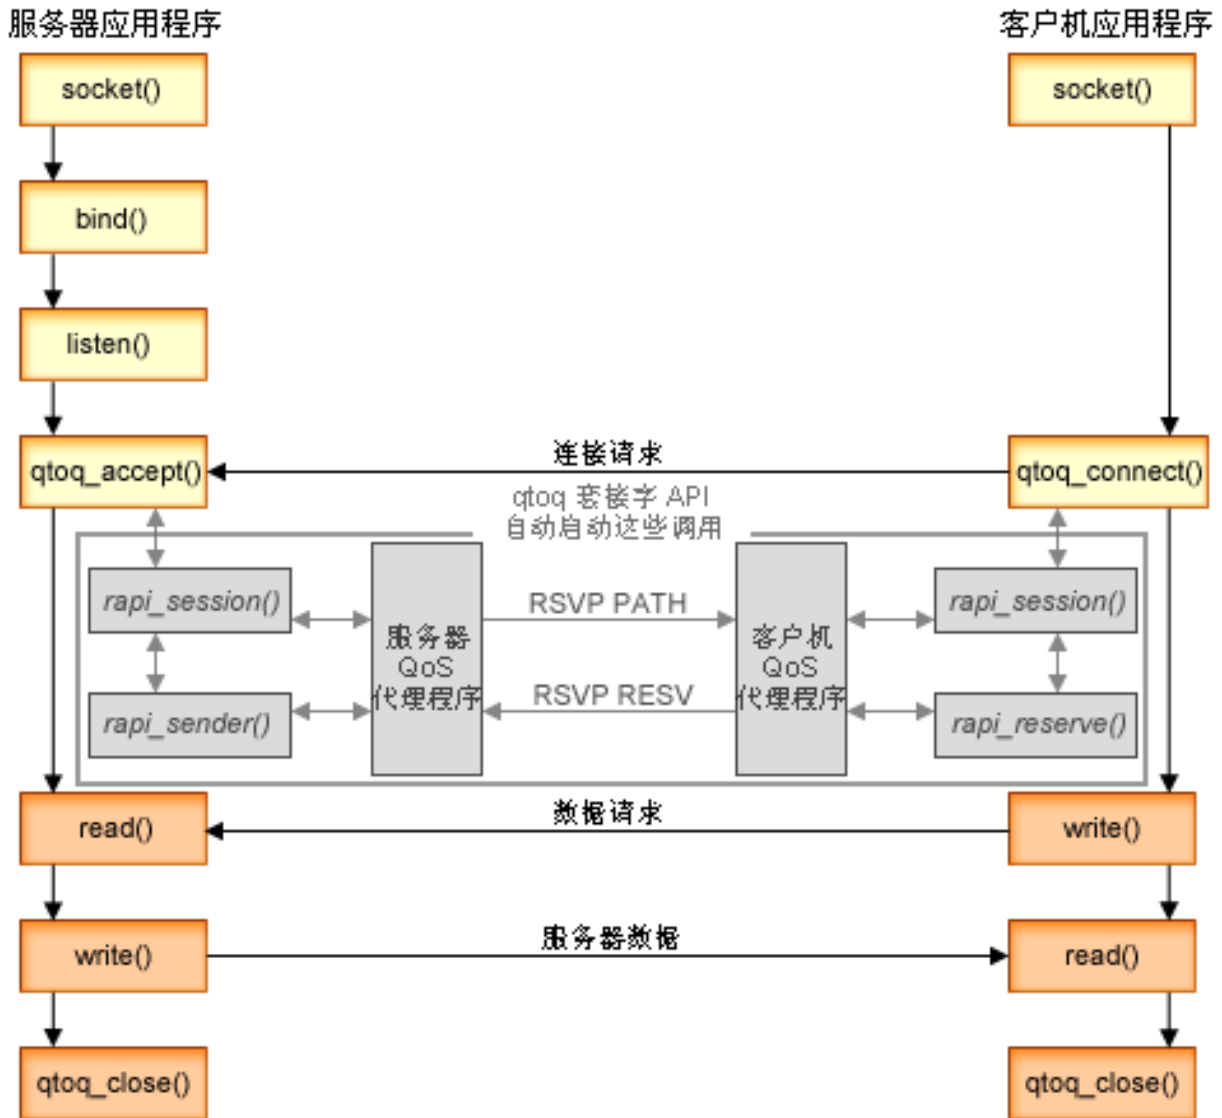 服务器应用程序
客户机应用程序
socket()
socket()
bind()
listen()
qtoq_accept()
连接请求
qtoq_connect()
qtoq 套接字 API
自动启动这些调用
rapi_session()
服务器
QoS
代理程序
RSVP PATH
客户机
QoS
代理程序
rapi_session()
rapi_sender()
RSVP RESV
rapi_reserve()
read()
数据请求
write()
write()
服务器数据
read()
qtoq_close()
qtoq_close()